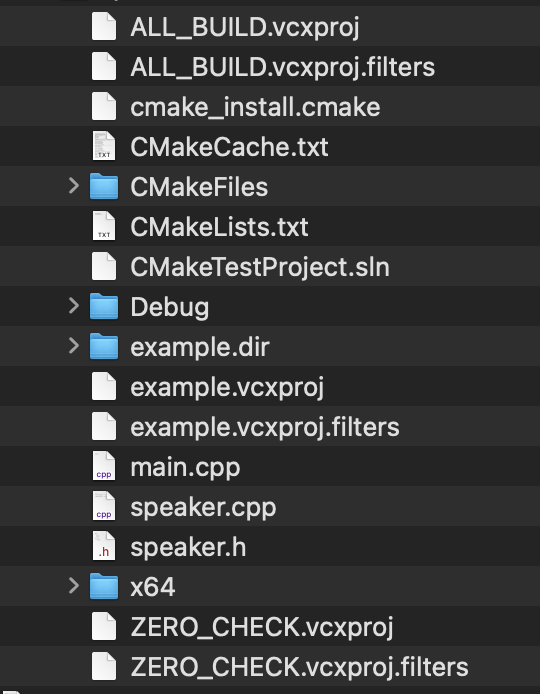 ALL_BUILD.vcxproj
ALL_BUILD.vcxproj.filters
cmake_install.cmake
TXT CMakeCache.txt
CMakeFiles
TXT CMakeLists.txt
CMakeTestProject.sln
Debug
example.dir
example.vcxproj
example.vcxproj.filters
cpp main.cpp
cpp speaker.cpp
.h speaker.h
x64
ZERO_CHECK.vcxproj
ZERO_CHECK.vcxproj.filters